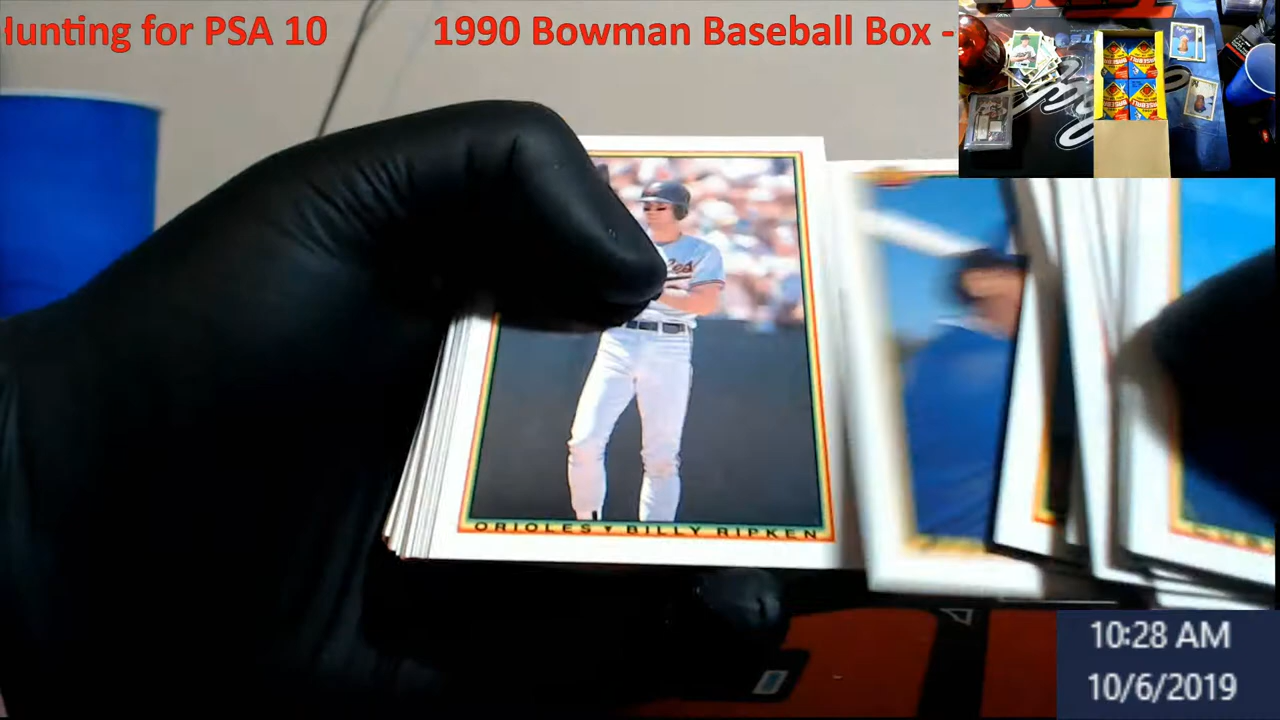 Hunting for PSA 10 1990 Bowman Baseball Box -
ORIOLES ▼ BILLY RIPKEN
10:28 AM
10/6/2019